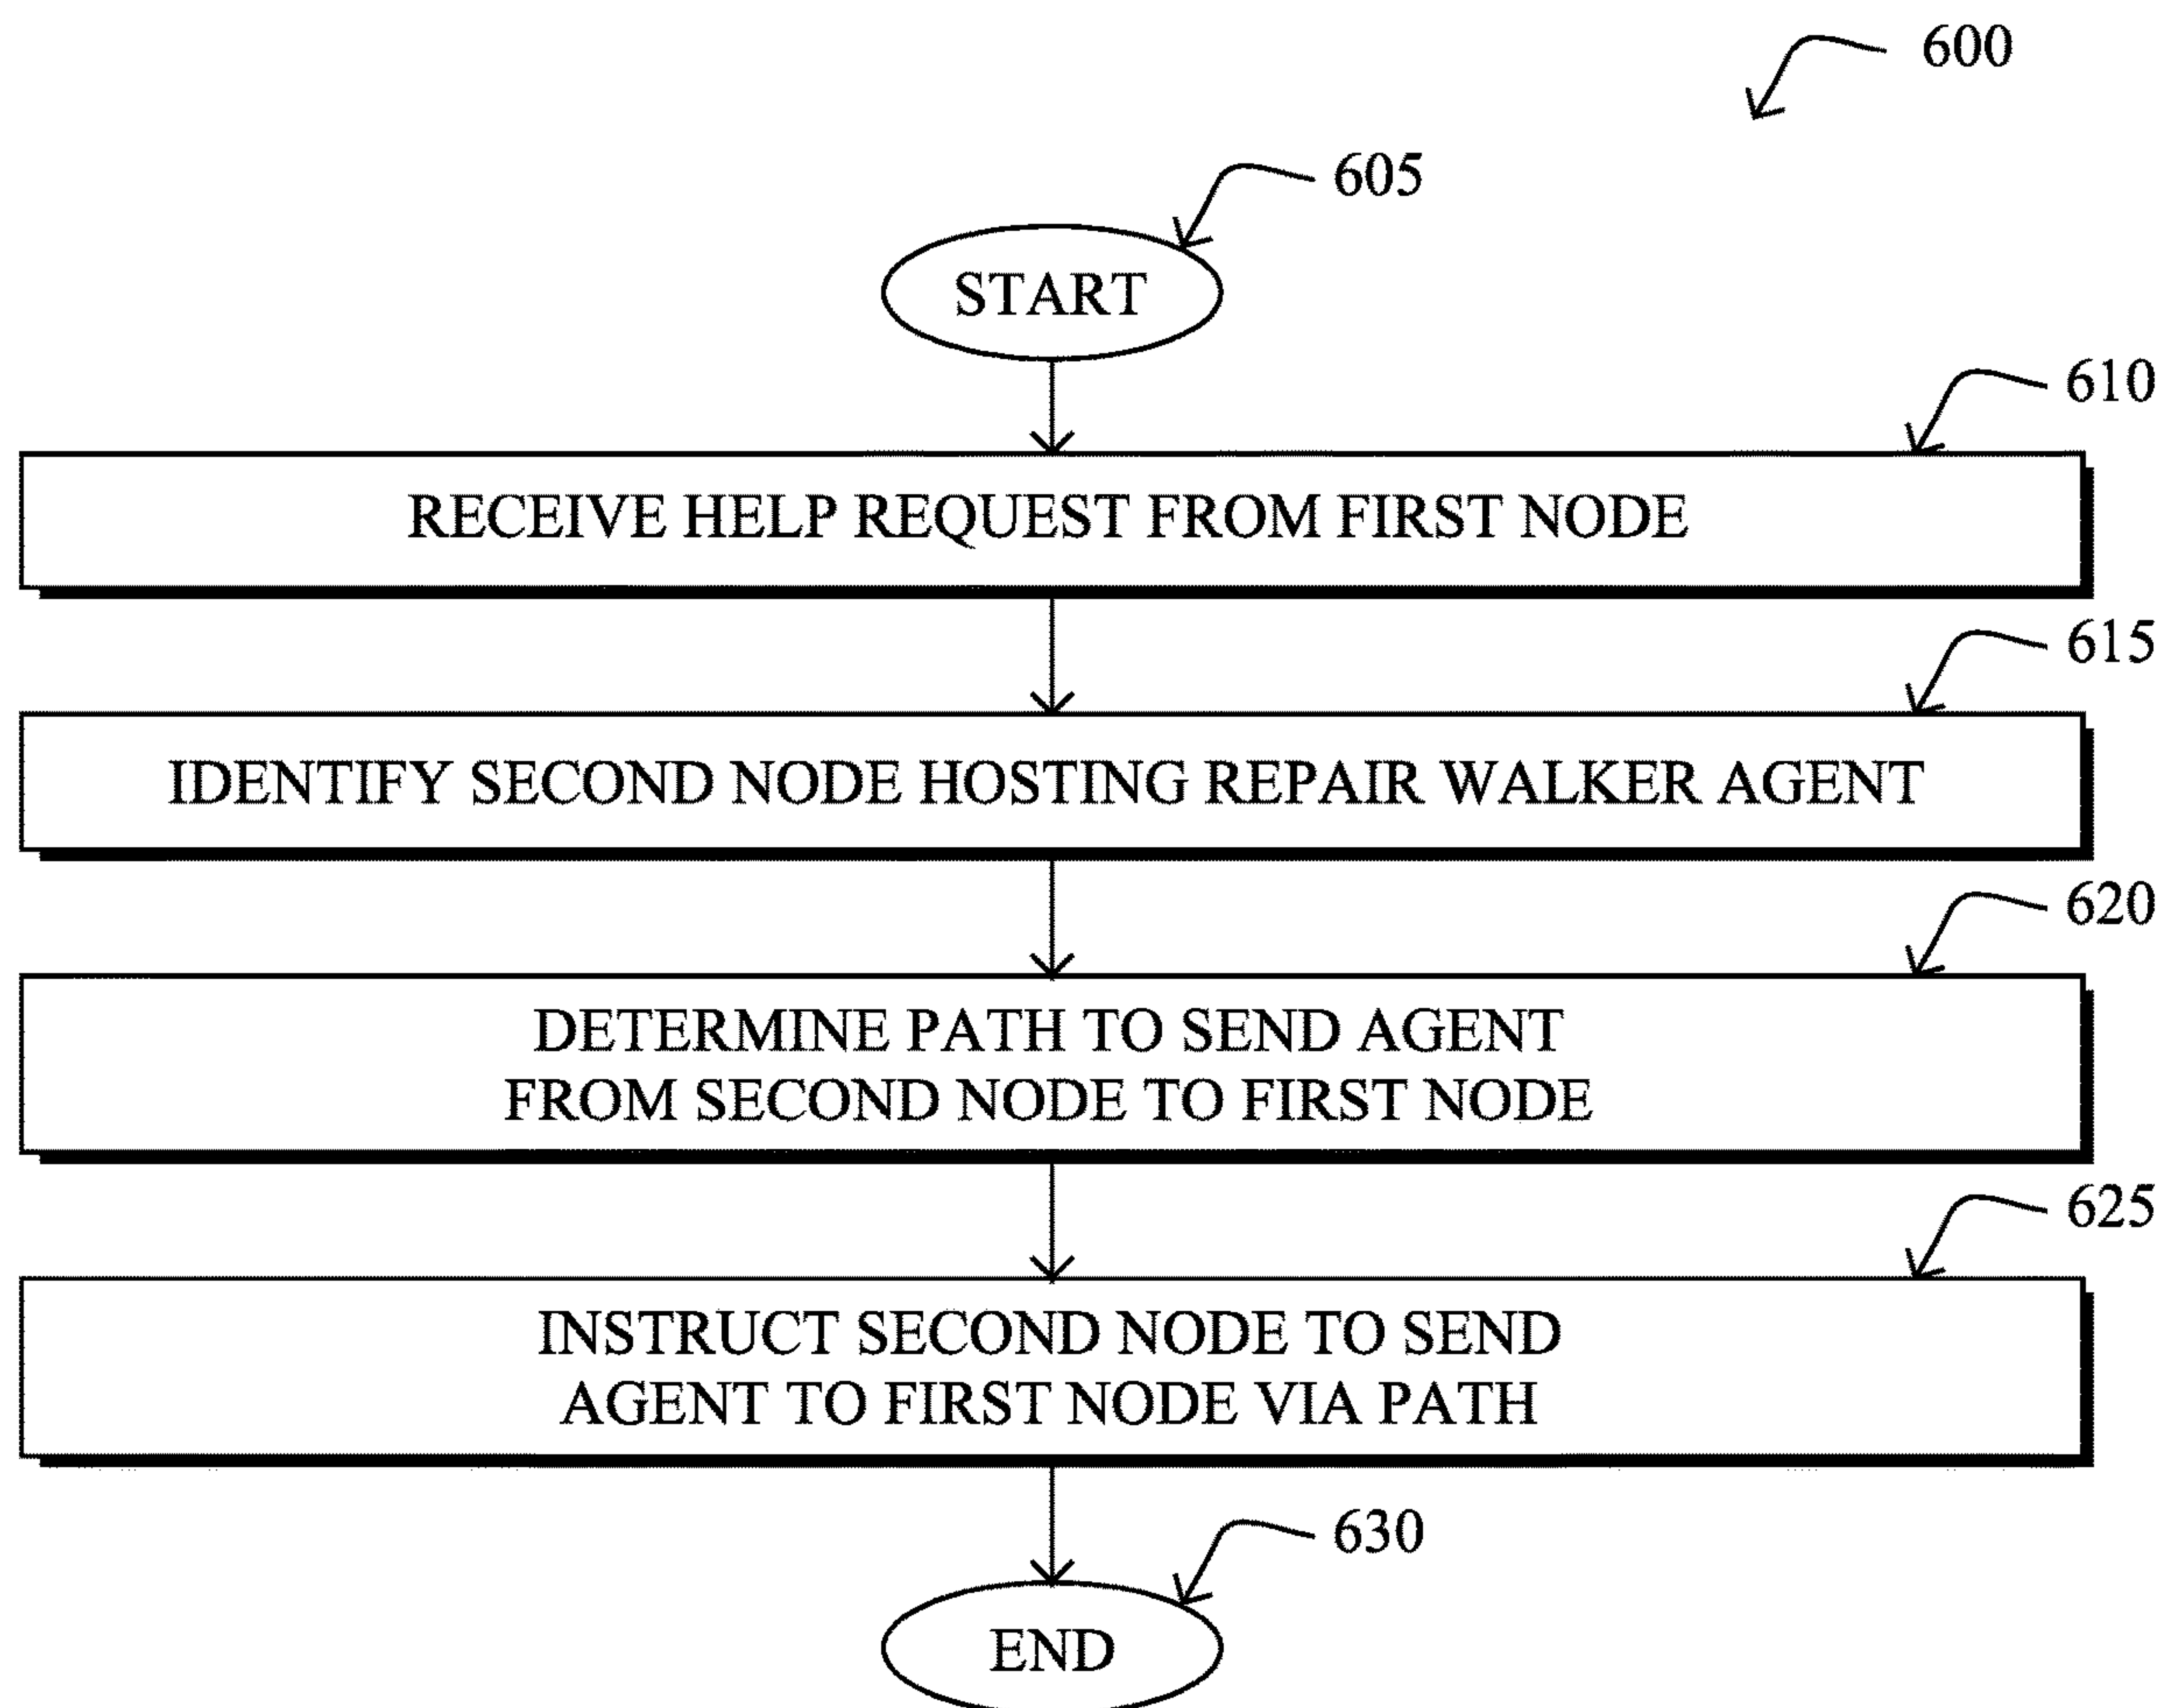 600
605
START
610
RECEIVE HELP REQUEST FROM FIRST NODE
615
IDENTIFY SECOND NODE HOSTING REPAIR WALKER AGENT
620
DETERMINE PATH TO SEND AGENT
FROM SECOND NODE TO FIRST NODE
625
INSTRUCT SECOND NODE TO SEND
AGENT TO FIRST NODE VIA PATH
630
END